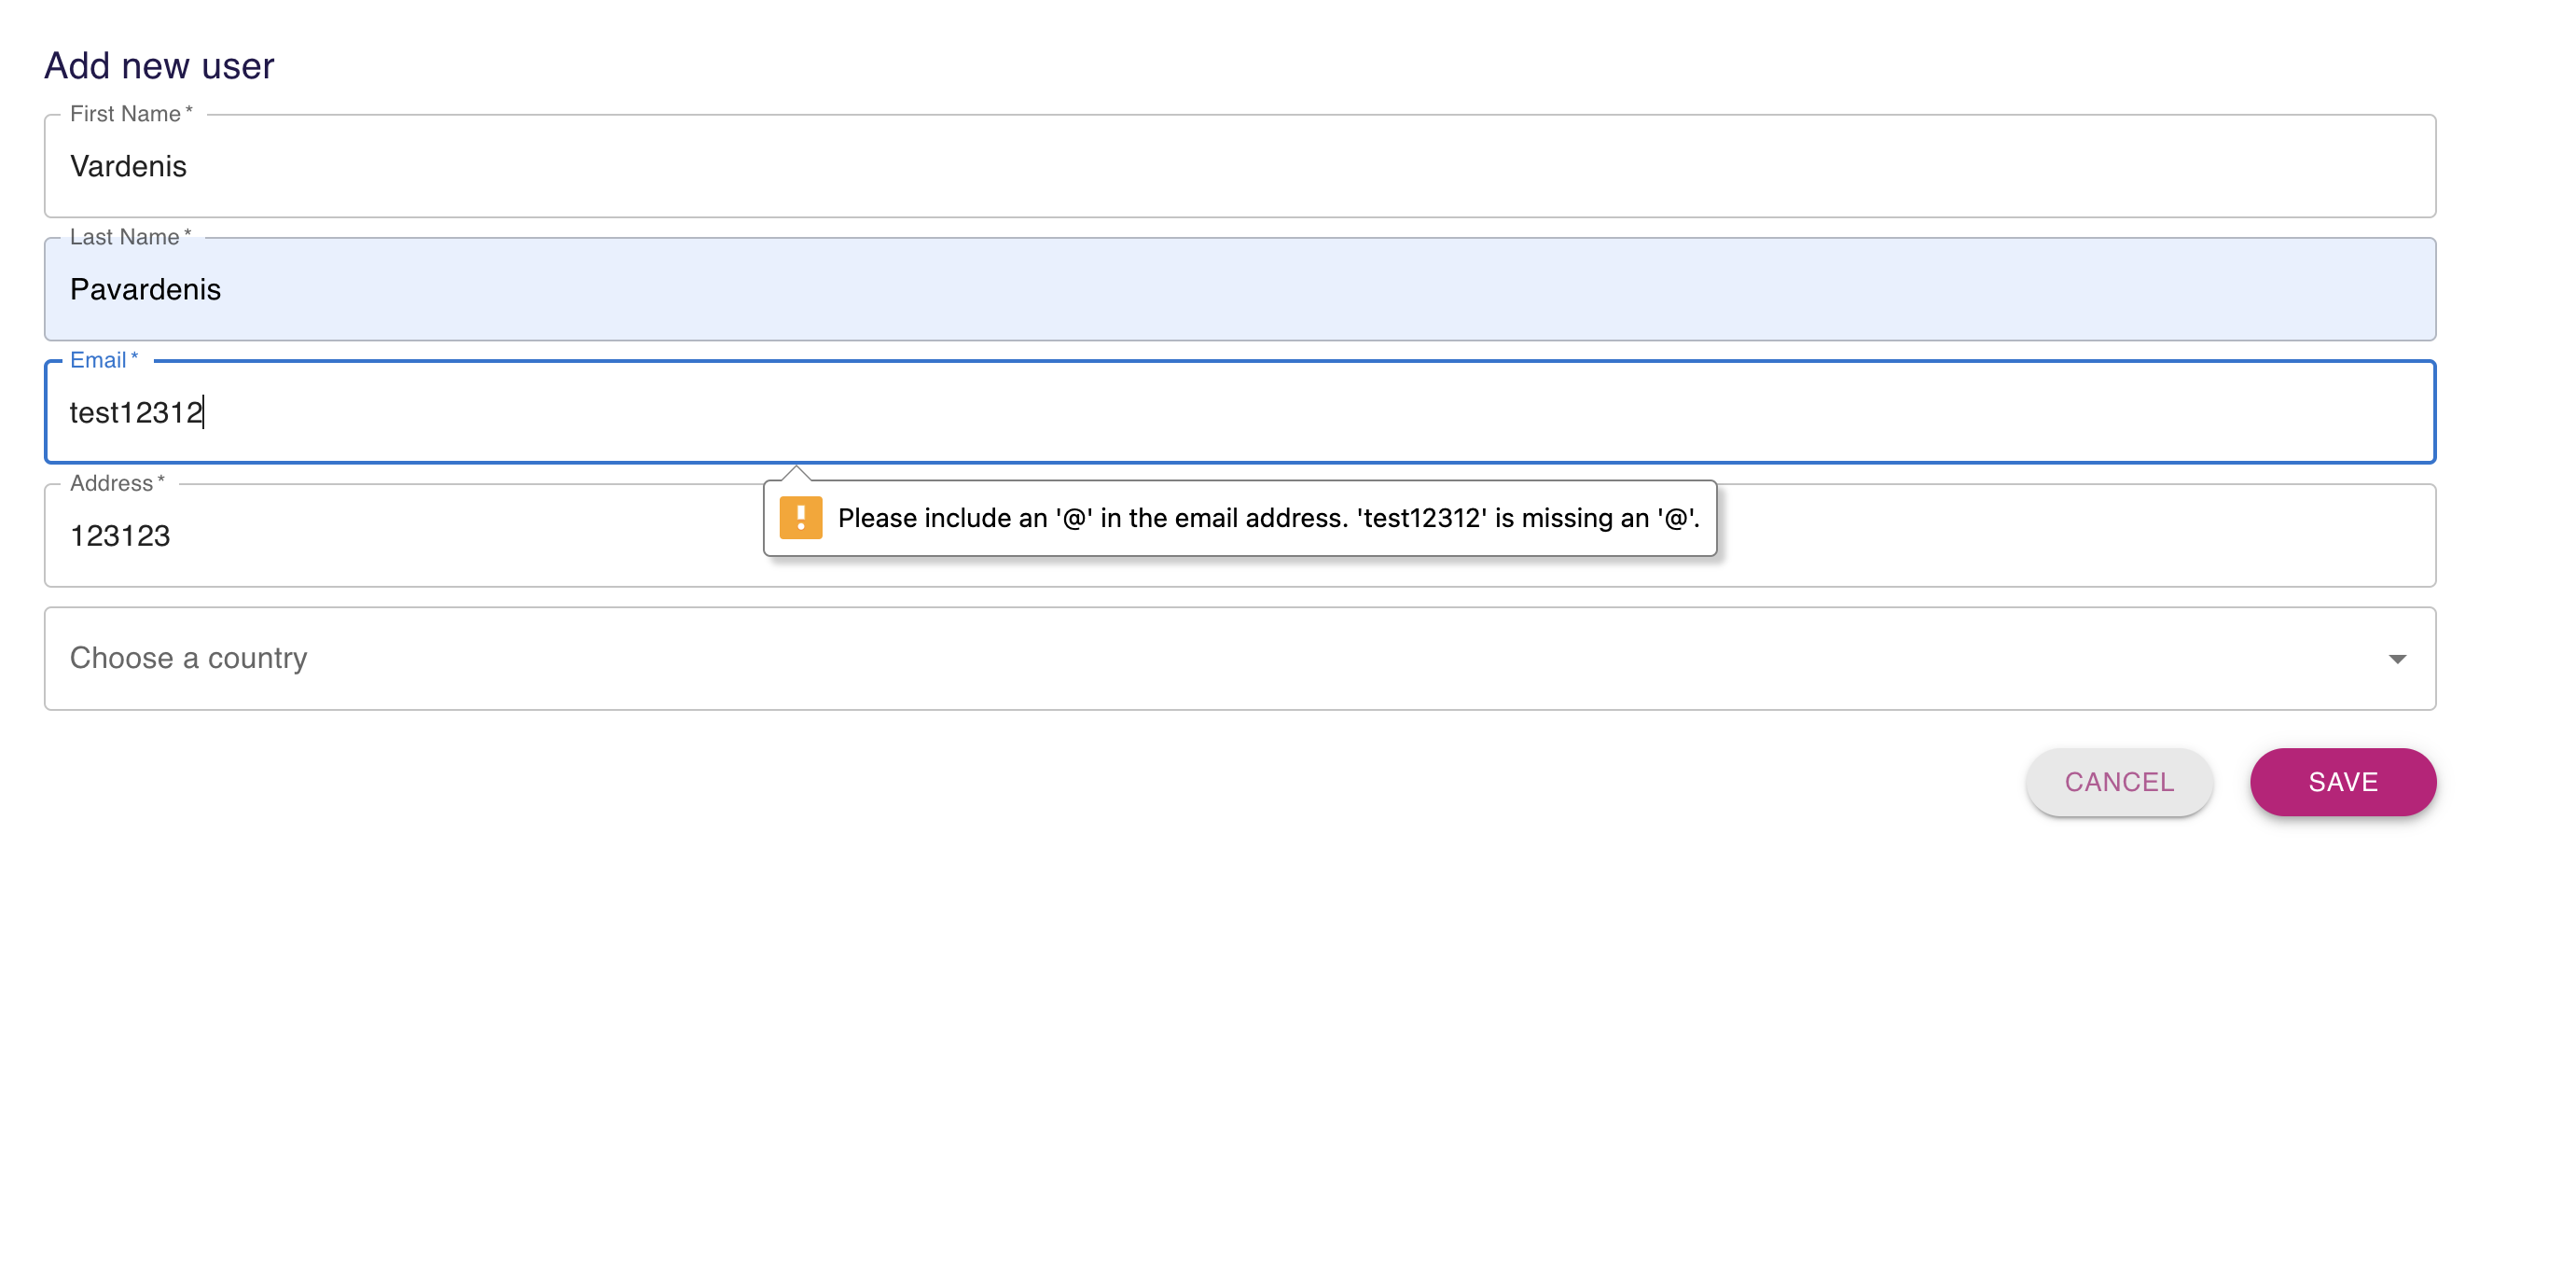 Add new user
First Name *
Vardenis
Last Name *
Pavardenis
Email *
test12312
Address *
123123
Please include an '@' in the email address. 'test12312' is missing an '@'.
Choose a country
CANCEL
SAVE